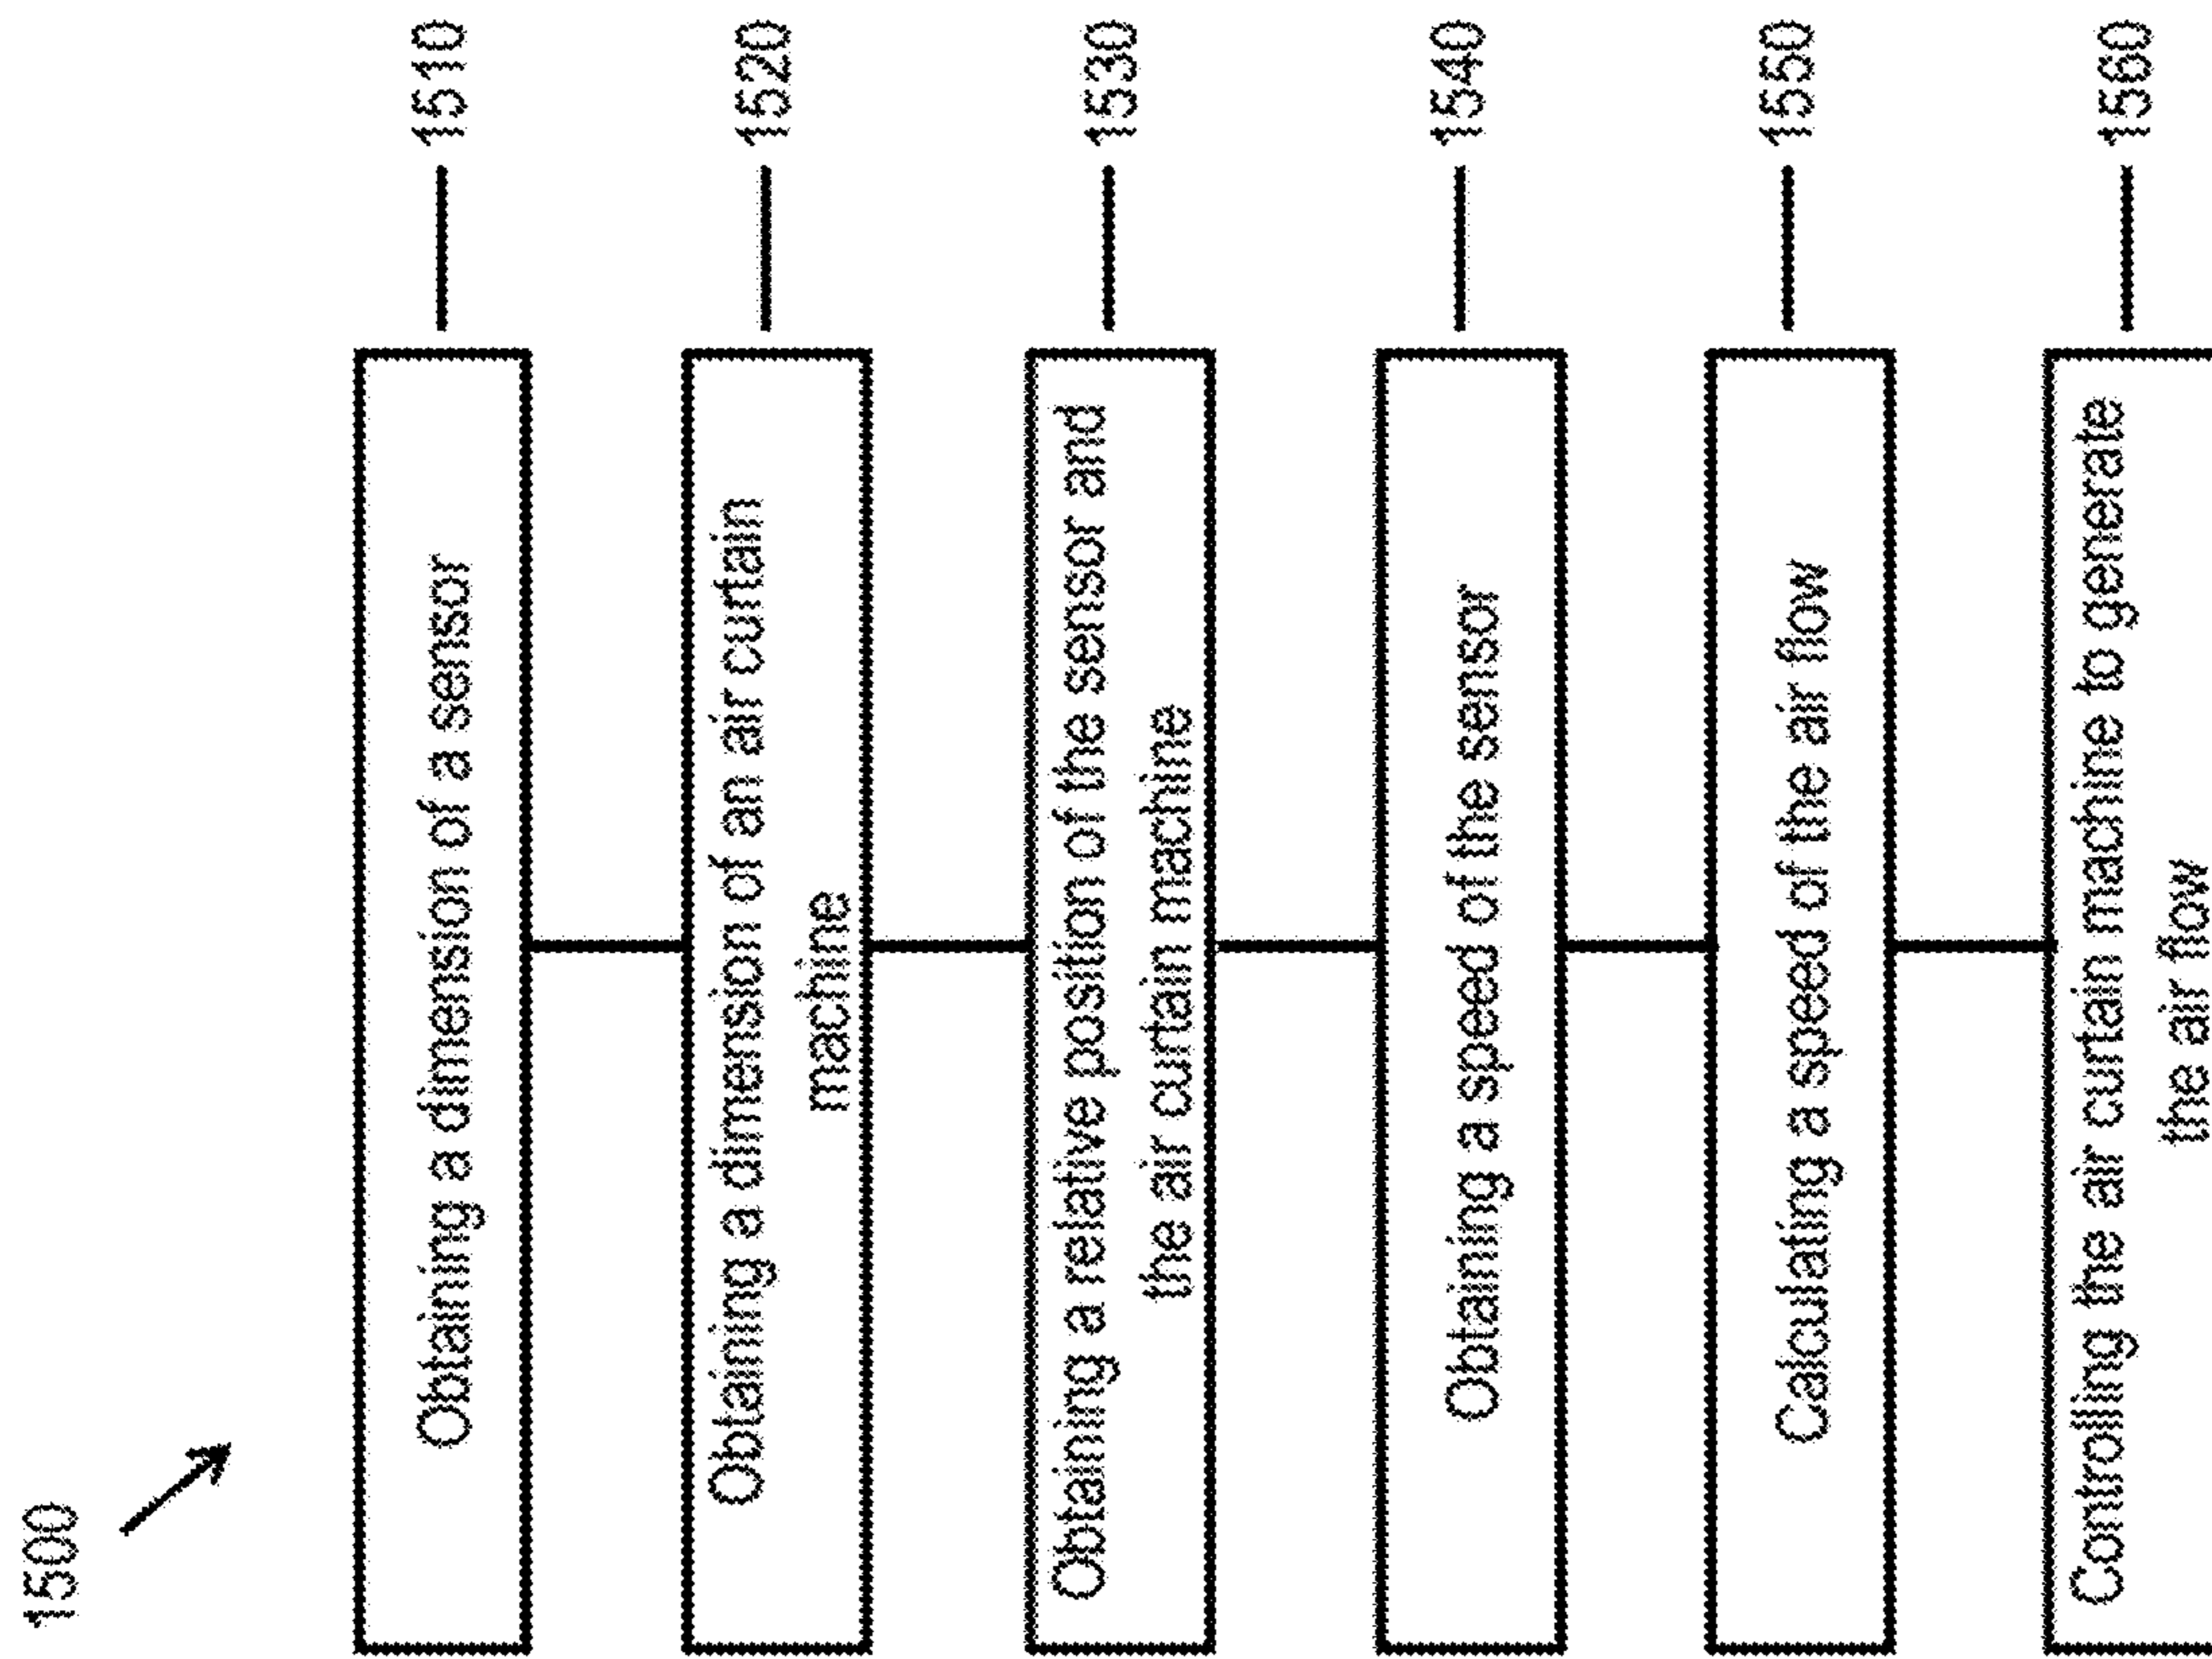 1500
Obtaining a dimension of a sensor
1510
Obtaining a dimension of an air curtain
machine
1520
Obtaining a relative position of the sensor and
the air curtain machine
1530
Obtaining a speed of the sensor
1540
Calculating a speed of the air flow
1550
Controlling the air curtain machine to generate
the air flow
1560